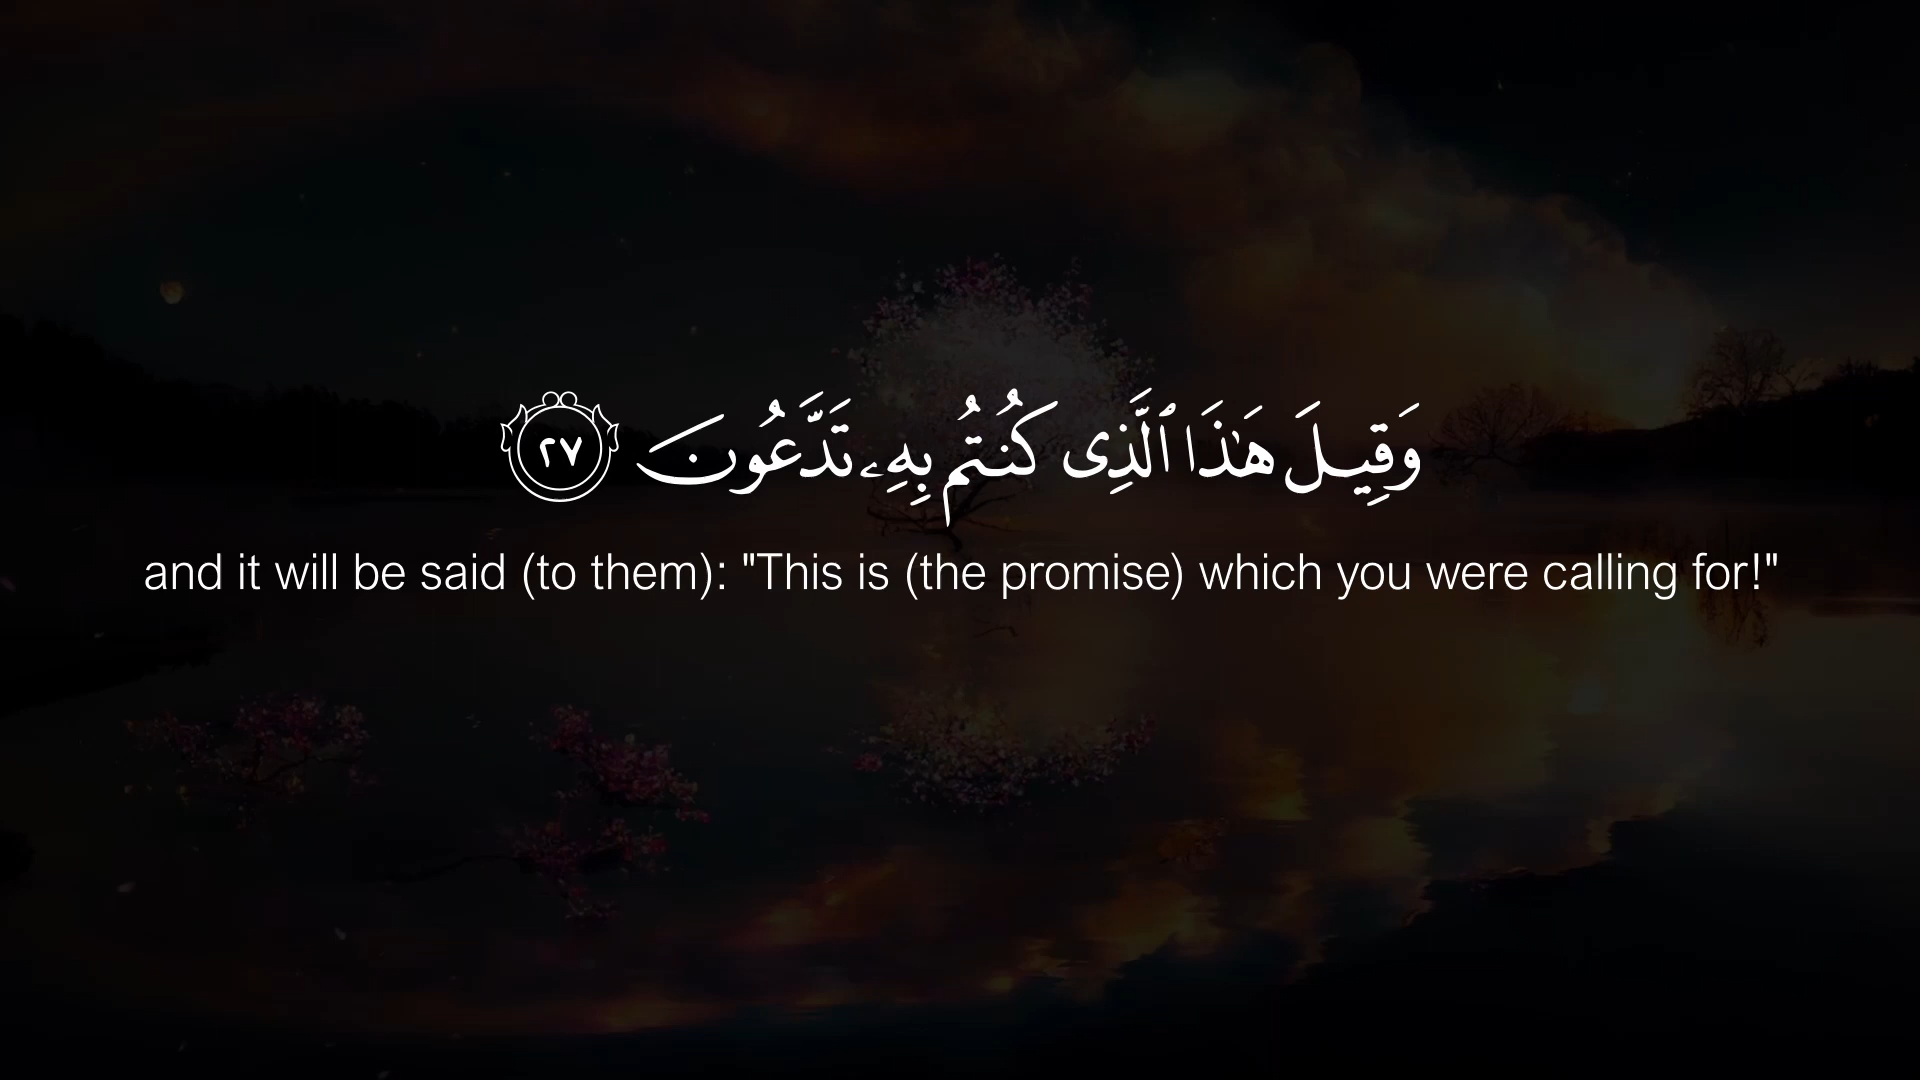 وَقِيلَ هَٰذَا ٱلَّذِى كُنتُم بِهِۦ تَدَّعُونَ ٢٧
and it will be said (to them): "This is (the promise) which you were calling for!"